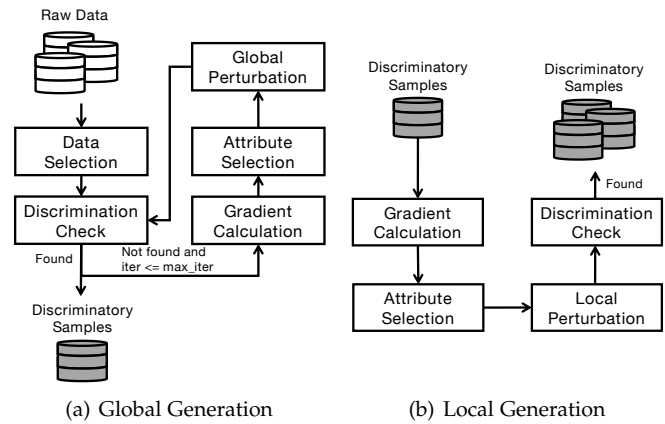 Raw Data
Data
Selection
Discrimination
Check
Found
Not found and
iter <= max_iter
Global
Perturbation
Attribute
Selection
Gradient
Calculation
Discriminatory
Samples
(a) Global Generation
Discriminatory
Samples
Gradient
Calculation
Attribute
Selection
Local
Perturbation
Discrimination
Check
Found
Discriminatory
Samples
(b) Local Generation